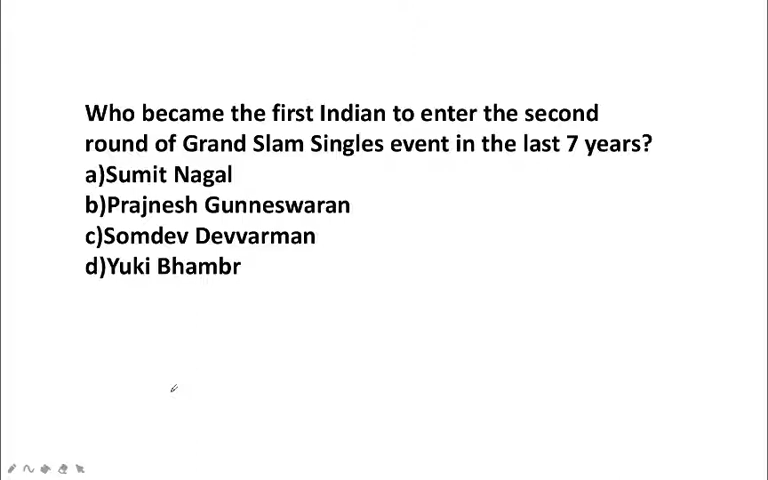 Who became the first Indian to enter the second
round of Grand Slam Singles event in the last 7 years?
a)Sumit Nagal
b)Prajnesh Gunneswaran
c)Somdev Devvarman
d)Yuki Bhambr